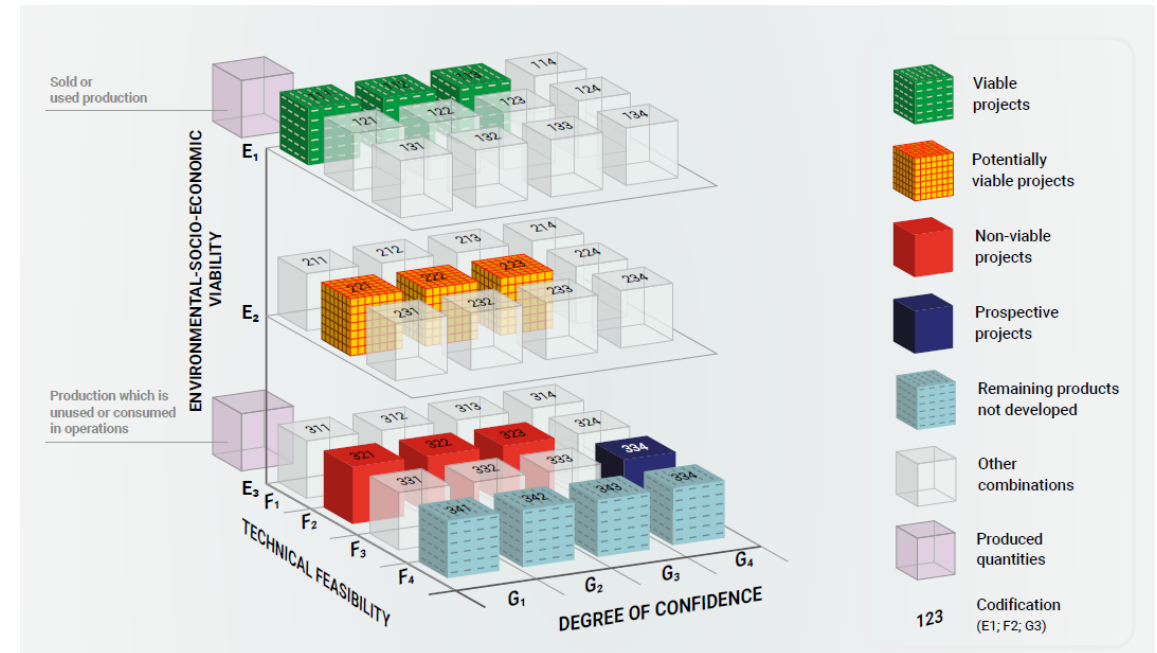 Sold or
used production
ENVIRONMENTAL-SOCIO-ECONOMIC
VIABILITY
E₁
111
112
113
114
121
122
123
124
131
132
133
134
E₂
211
212
213
214
221
222
223
224
231
232
233
234
Production which is
unused or consumed
in operations
E₃
311
312
313
314
321
322
323
324
331
332
333
334
341
342
343
334
F₁
F₂
F₃
F₄
TECHNICAL FEASIBILITY
G₁
G₂
G₃
G₄
DEGREE OF CONFIDENCE
Viable
projects
Potentially
viable projects
Non-viable
projects
Prospective
projects
Remaining products
not developed
Other
combinations
Produced
quantities
123
Codification
(E1; F2; G3)